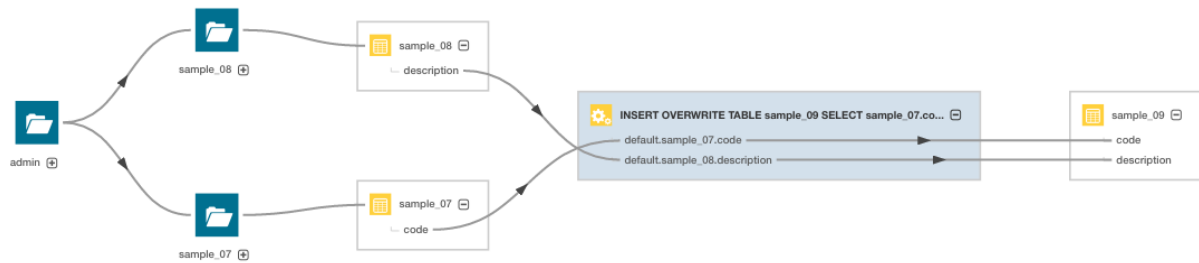 sample_08
sample_08
description
INSERT OVERWRITE TABLE sample_09 SELECT sample_07.co...
sample_09
default.sample_07.code
code
default.sample_08.description
description
admin
sample_07
code
sample_07